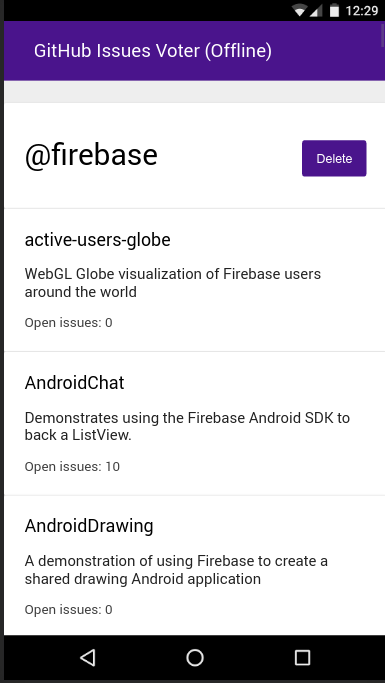 12:29
GitHub Issues Voter (Offline)
@firebase
Delete
active-users-globe
WebGL Globe visualization of Firebase users
around the world
Open issues: 0
AndroidChat
Demonstrates using the Firebase Android SDK to
back a ListView.
Open issues: 10
AndroidDrawing
A demonstration of using Firebase to create a
shared drawing Android application
Open issues: 0